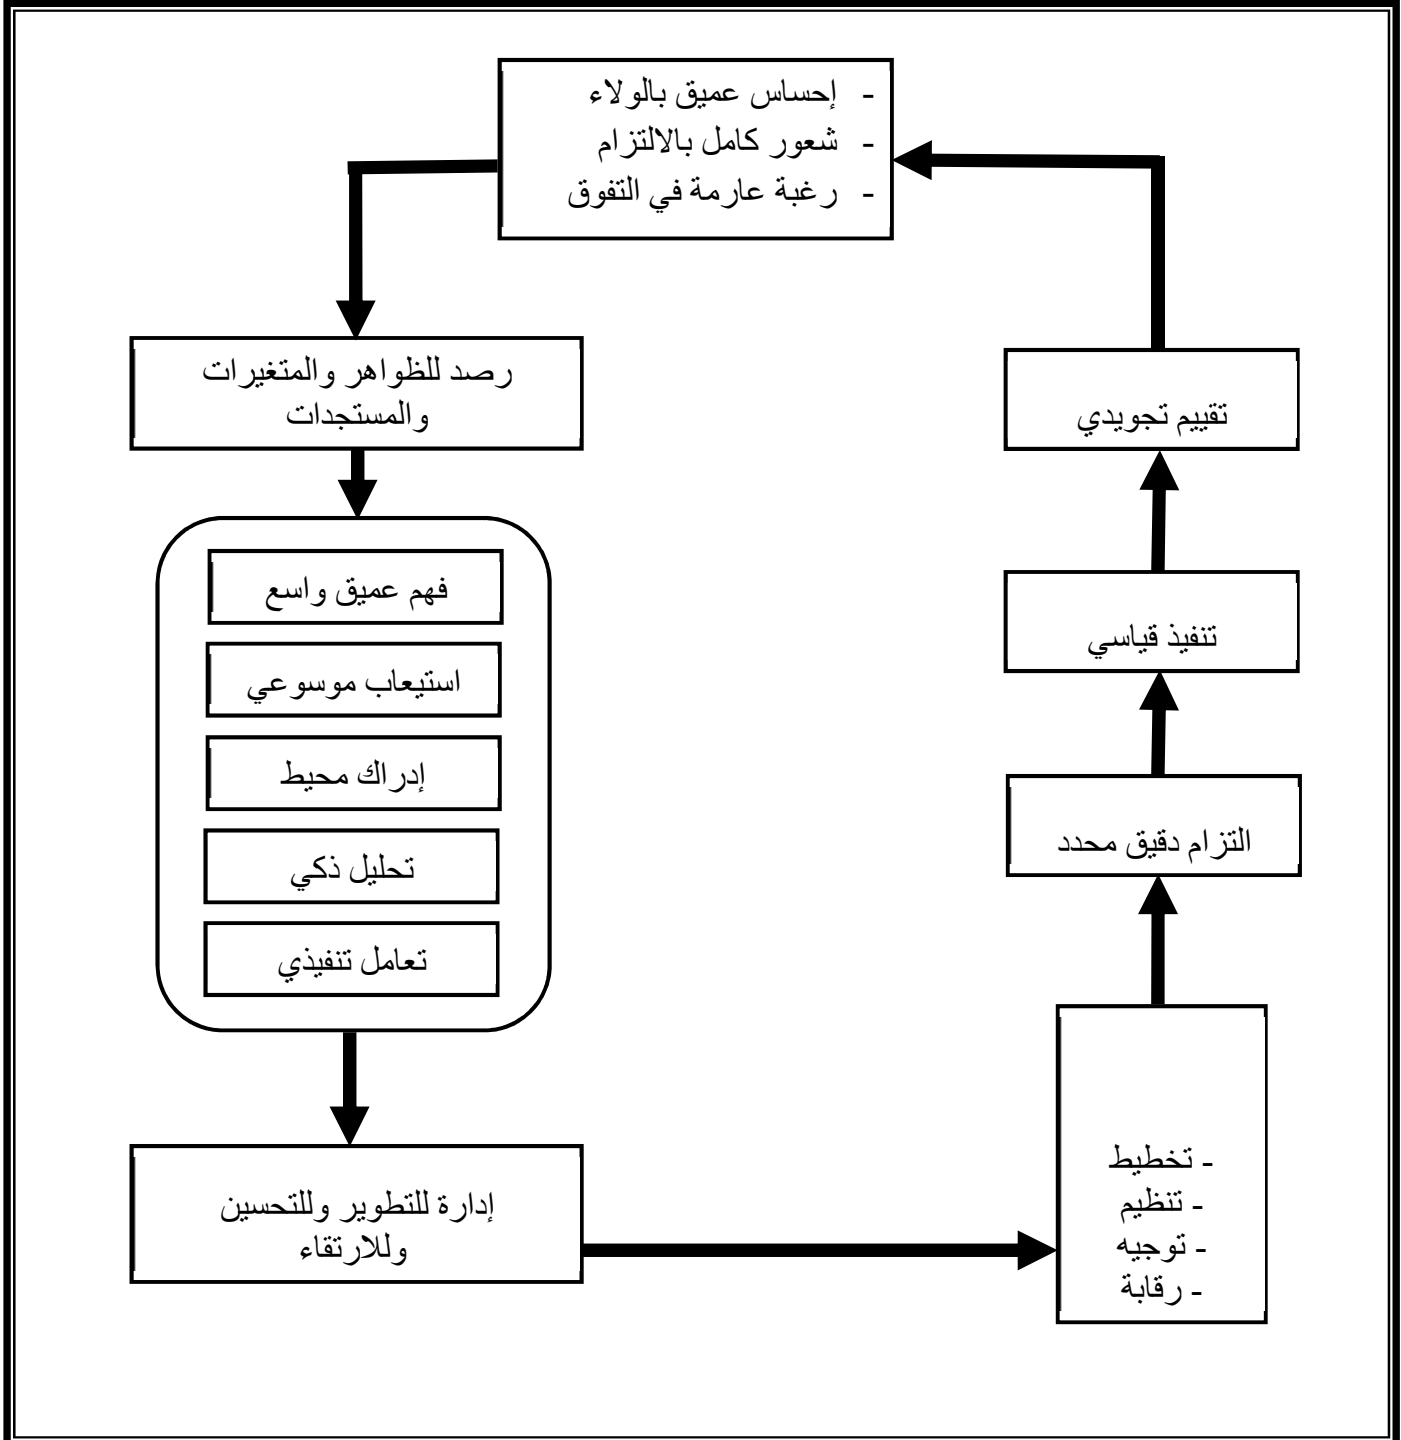 - إحساس عميق بالولاء
- شعور كامل بالالتزام
- رغبة عارمة في التفوق
رصد للظواهر والمتغيرات
والمستجدات
فهم عميق واسع
استيعاب موسوعي
إدراك محيط
تحليل ذكي
تعامل تنفيذي
إدارة للتطوير وللتحسين
وللارتقاء
- تخطيط
- تنظيم
- توجيه
- رقابة
التزام دقيق محدد
تنفيذ قياسي
تقييم تجويدي